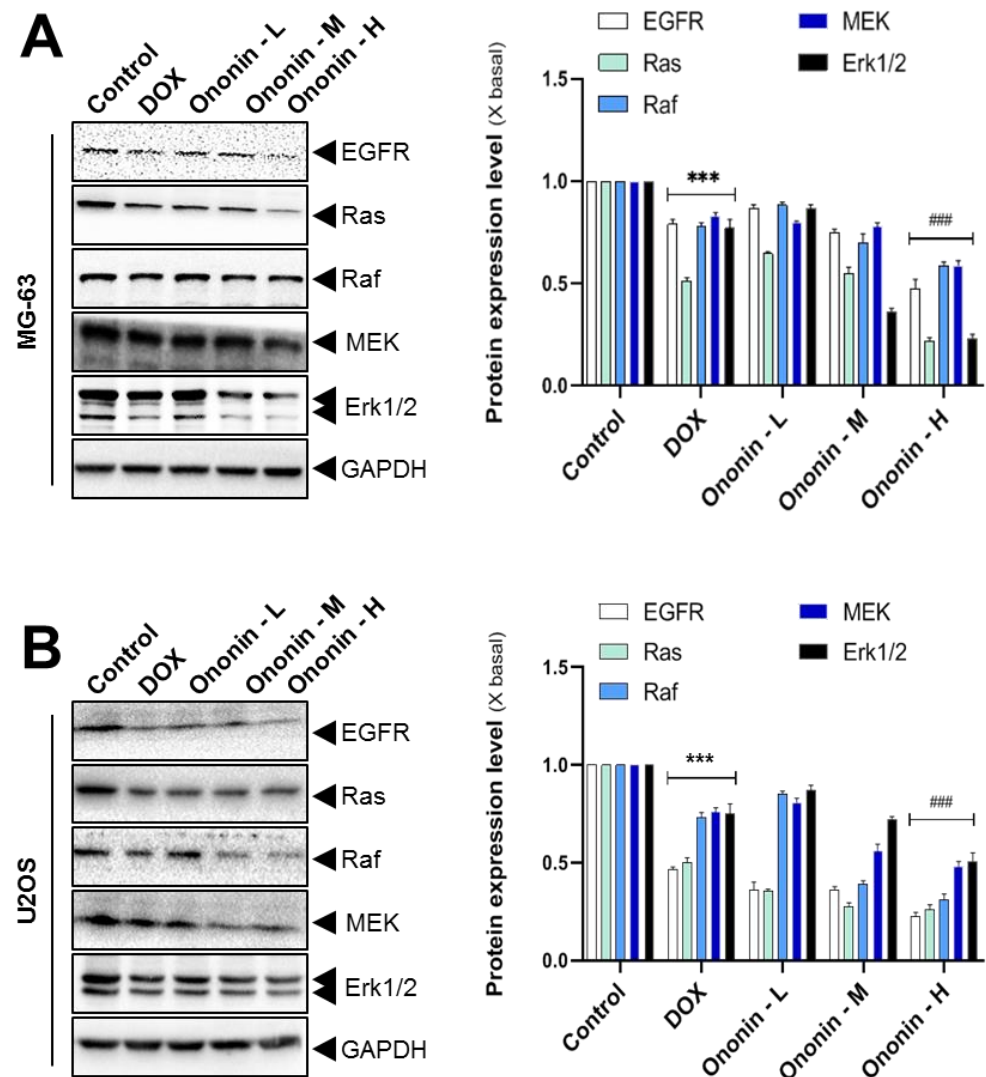 A
Control
DOX
Ononin - L
Ononin - M
Ononin - H
MG-63
EGFR
Ras
Raf
MEK
Erk1/2
GAPDH
EGFR
Ras
Raf
MEK
Erk1/2
Protein expression level (X basal)
1.5
1.0
0.5
0.0
***
###
Control
DOX
Ononin - L
Ononin - M
Ononin - H
B
Control
DOX
Ononin - L
Ononin - M
Ononin - H
U2OS
EGFR
Ras
Raf
MEK
Erk1/2
GAPDH
EGFR
Ras
Raf
MEK
Erk1/2
Protein expression level (X basal)
1.5
1.0
0.5
0.0
***
###
Control
DOX
Ononin - L
Ononin - M
Ononin - H